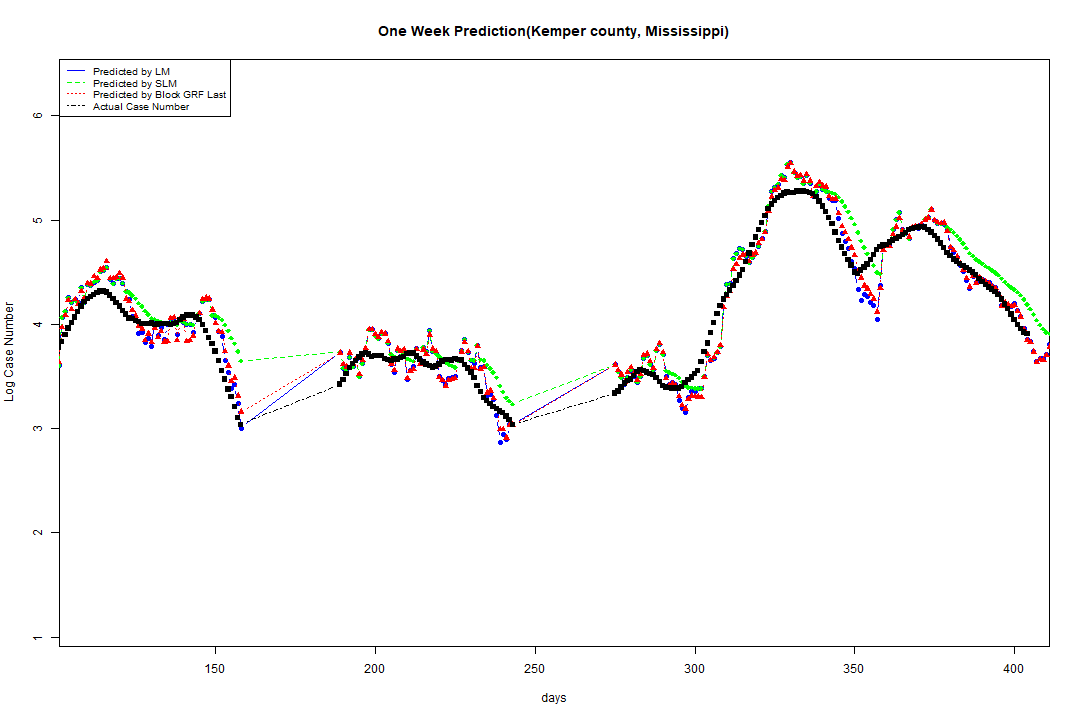 One Week Prediction(Kemper county, Mississippi)
Predicted by LM
Predicted by SLM
Predicted by Block GRF Last
Actual Case Number
Log Case Number
6
5
4
3
2
1
150 200 250 300 350 400
days